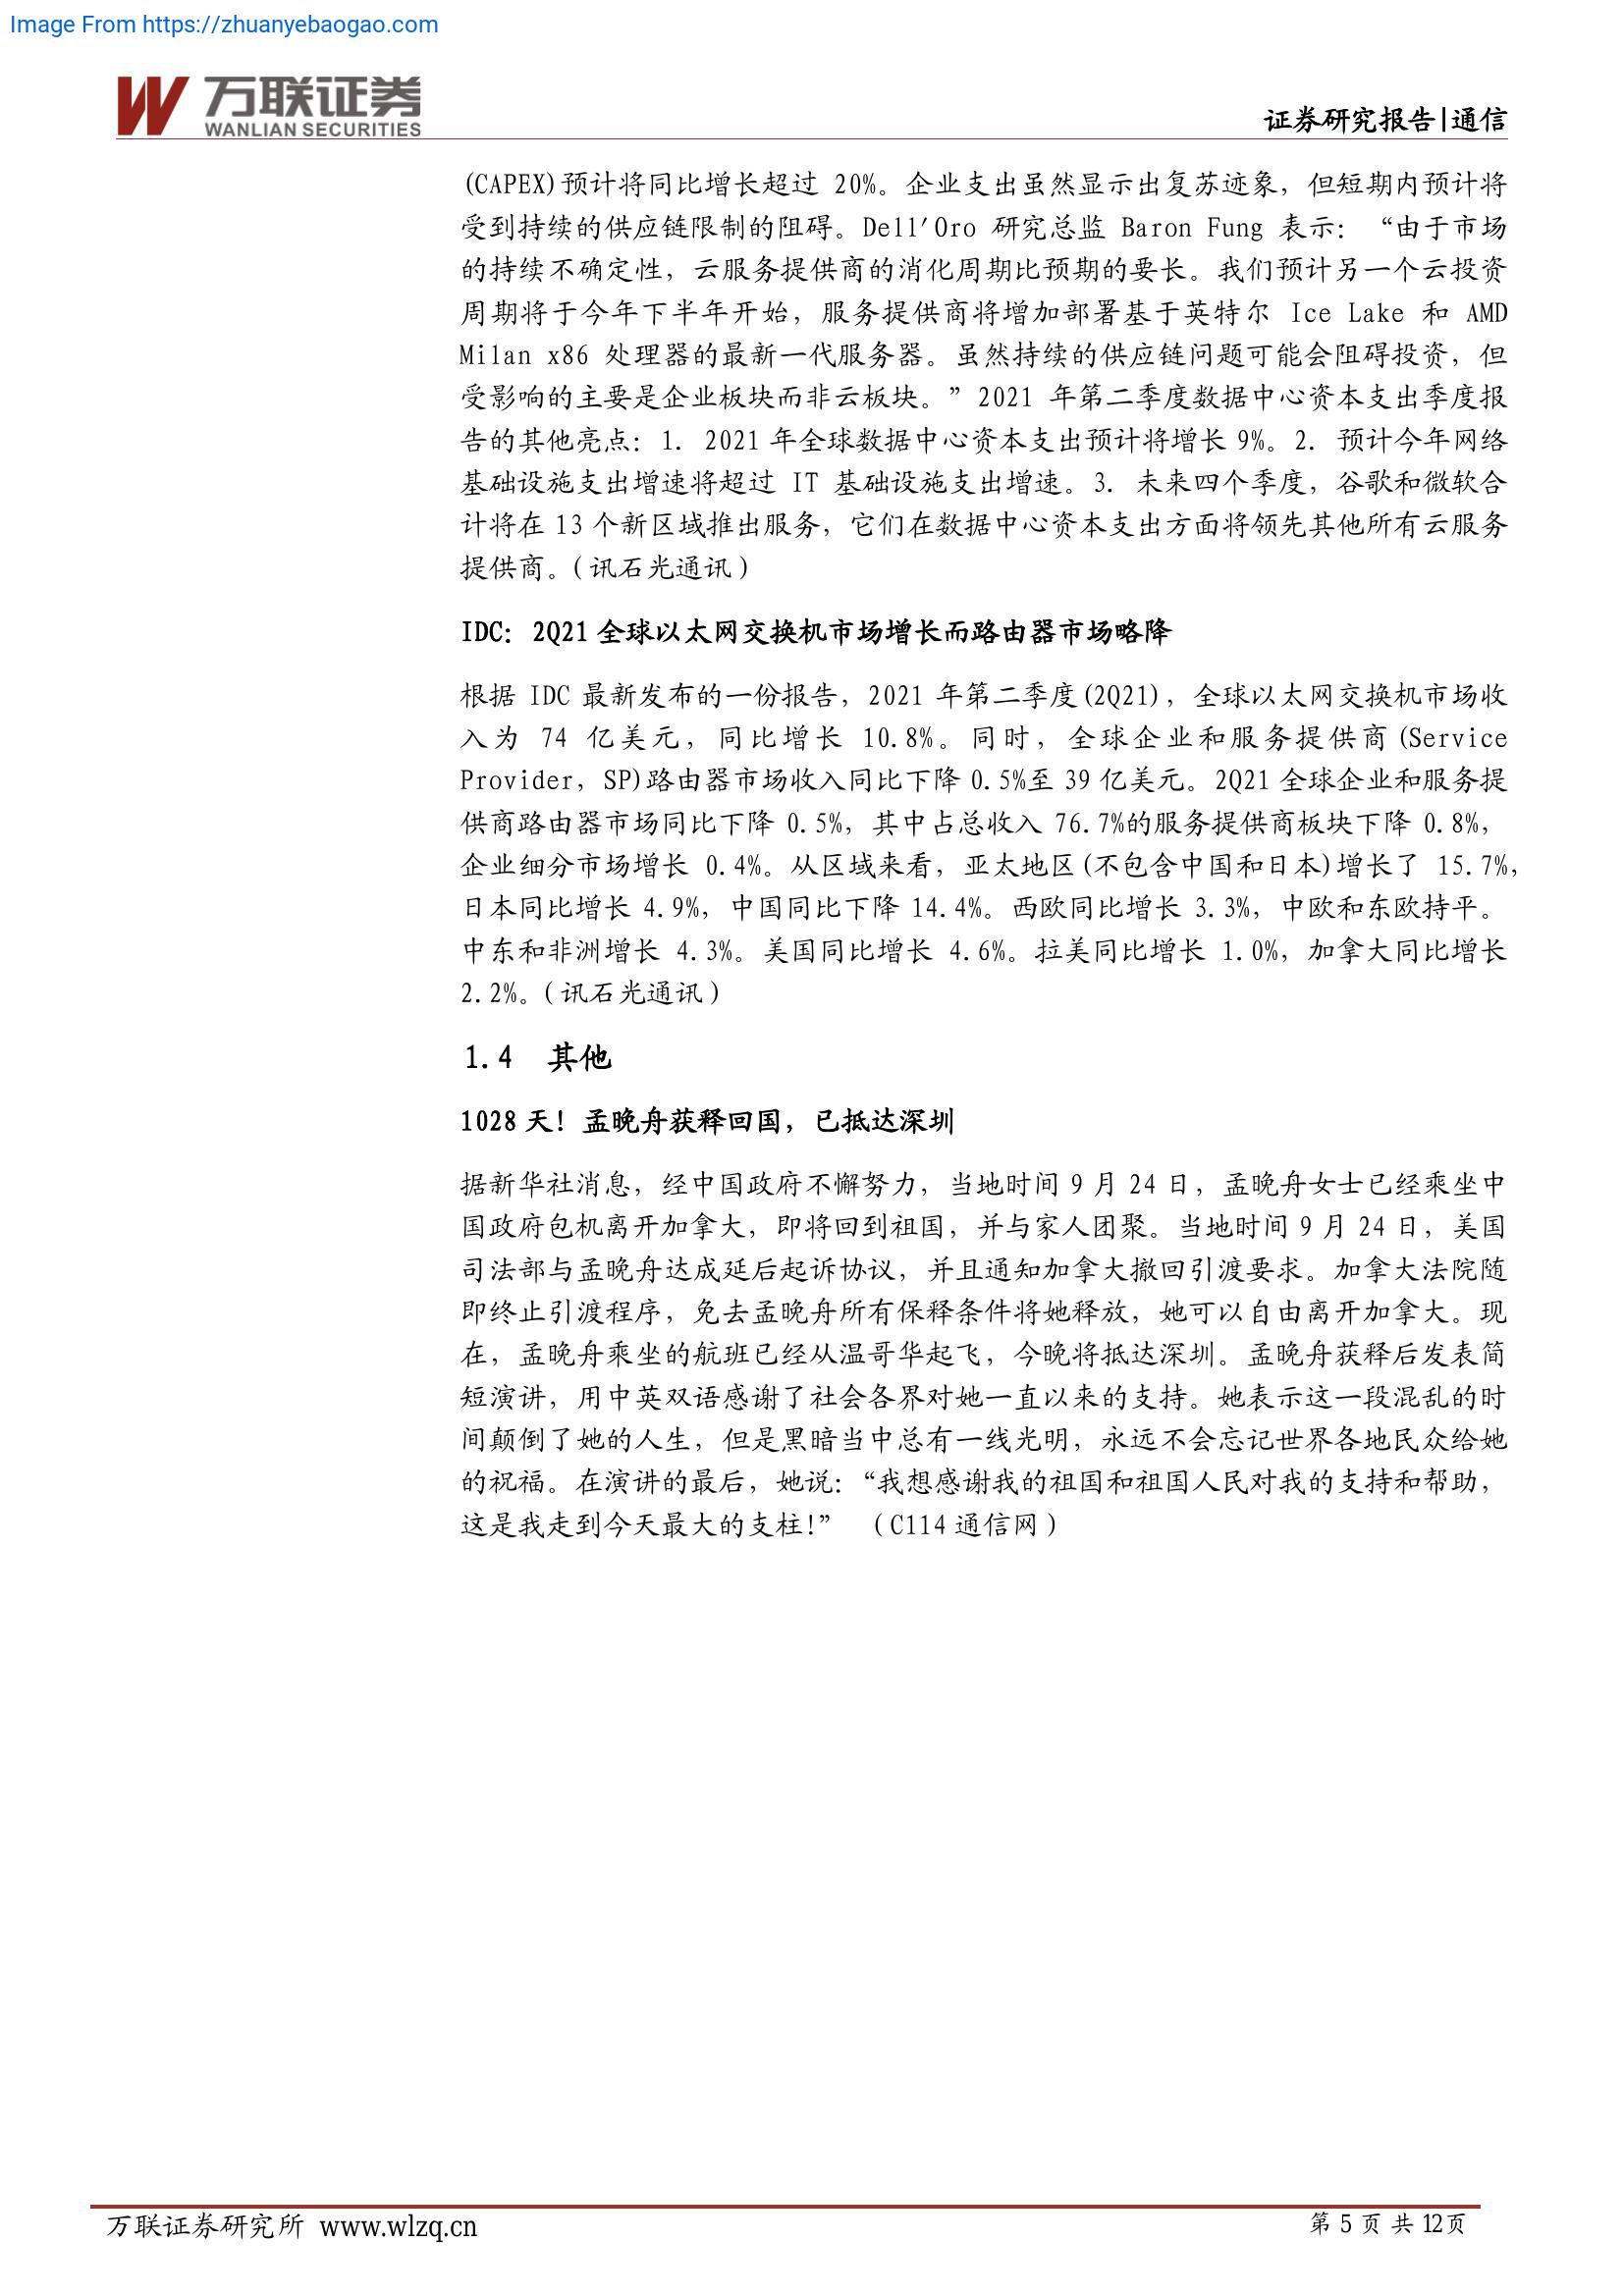 Image From https://zhuanyebaogao.com
万联证券
WANLIAN SECURITIES
证券研究报告|通信
(CAPEX)预计将同比增长超过 20%。企业支出虽然显示出复苏迹象，但短期内预计将
受到持续的供应链限制的阻碍。Dell'Oro 研究总监 Baron Fung 表示：“由于市场
的持续不确定性，云服务提供商的消化周期比预期的要长。我们预计另一个云投资
周期将于今年下半年开始，服务提供商将增加部署基于英特尔 Ice Lake 和 AMD
Milan x86 处理器的最新一代服务器。虽然持续的供应链问题可能会阻碍投资，但
受影响的主要是企业板块而非云板块。”2021 年第二季度数据中心资本支出季度报
告的其他亮点：1. 2021 年全球数据中心资本支出预计将增长 9%。2. 预计今年网络
基础设施支出增速将超过 IT 基础设施支出增速。3. 未来四个季度，谷歌和微软合
计将在 13 个新区域推出服务，它们在数据中心资本支出方面将领先其他所有云服务
提供商。(讯石光通讯)
IDC：2Q21 全球以太网交换机市场增长而路由器市场略降
根据 IDC 最新发布的一份报告，2021 年第二季度(2Q21)，全球以太网交换机市场收
入为 74 亿美元，同比增长 10.8%。同时，全球企业和服务提供商(Service
Provider，SP)路由器市场收入同比下降 0.5%至 39 亿美元。2Q21 全球企业和服务提
供商路由器市场同比下降 0.5%，其中占总收入 76.7%的服务提供商板块下降 0.8%，
企业细分市场增长 0.4%。从区域来看，亚太地区(不包含中国和日本)增长了 15.7%，
日本同比增长 4.9%，中国同比下降 14.4%。西欧同比增长 3.3%，中欧和东欧持平。
中东和非洲增长 4.3%。美国同比增长 4.6%。拉美同比增长 1.0%，加拿大同比增长
2.2%。(讯石光通讯)
1.4 其他
1028 天！孟晚舟获释回国，已抵达深圳
据新华社消息，经中国政府不懈努力，当地时间 9 月 24 日，孟晚舟女士已经乘坐中
国政府包机离开加拿大，即将回到祖国，并与家人团聚。当地时间 9 月 24 日，美国
司法部与孟晚舟达成延后起诉协议，并且通知加拿大撤回引渡要求。加拿大法院随
即终止引渡程序，免去孟晚舟所有保释条件将她释放，她可以自由离开加拿大。现
在，孟晚舟乘坐的航班已经从温哥华起飞，今晚将抵达深圳。孟晚舟获释后发表简
短演讲，用中英双语感谢了社会各界对她一直以来的支持。她表示这一段混乱的时
间颠倒了她的人生，但是黑暗当中总有一线光明，永远不会忘记世界各地民众给她
的祝福。在演讲的最后，她说：“我想感谢我的祖国和祖国人民对我的支持和帮助，
这是我走到今天最大的支柱!” （C114 通信网）
万联证券研究所 www.wlzq.cn
第 5 页 共 12页